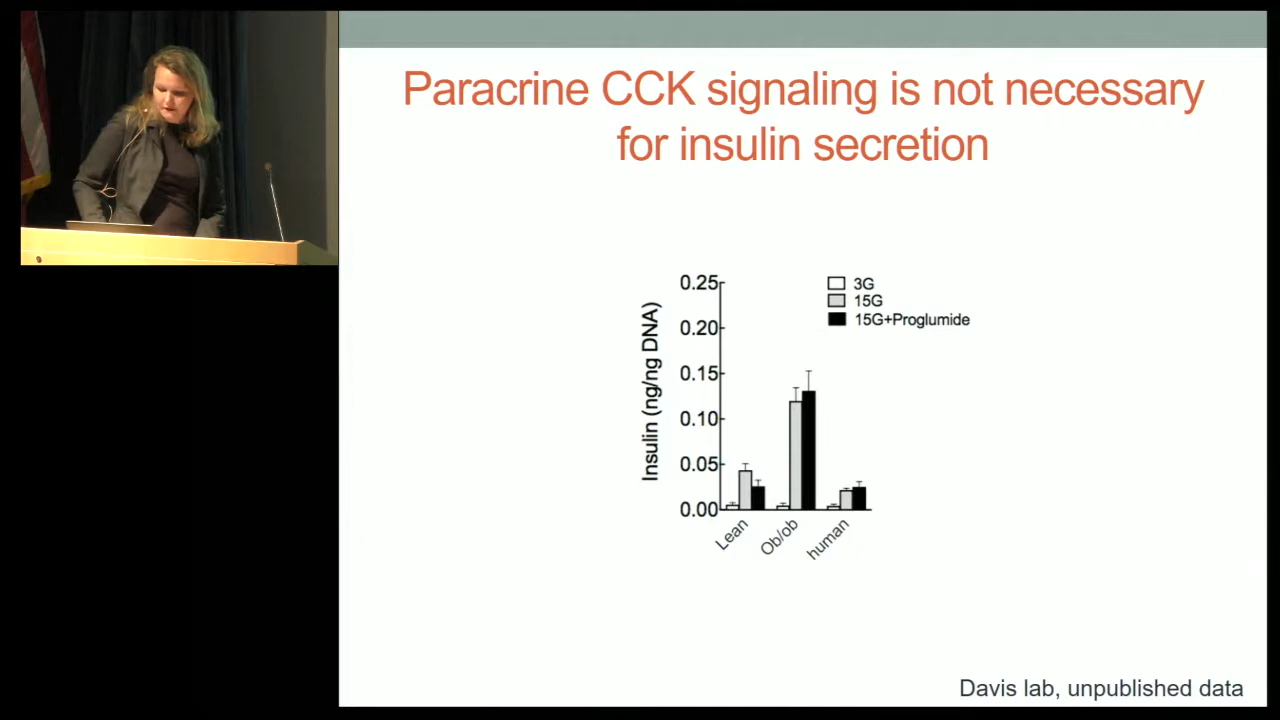 Paracrine CCK signaling is not necessary
for insulin secretion
Insulin (ng/ng DNA)
0.25
0.20
0.15
0.10
0.05
0.00
3G
15G
15G+Proglumide
Lean
Ob/ob
human
Davis lab, unpublished data